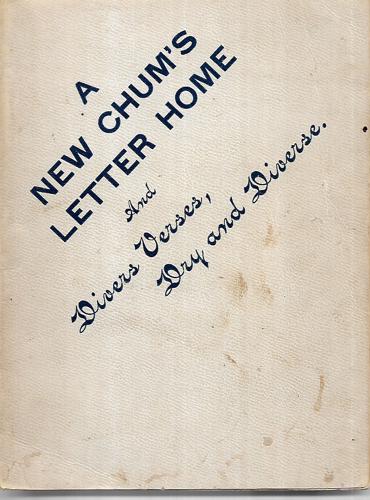 A
NEW CHUM'S
LETTER HOME
And
Divers Verses,
Dry and Diverse.